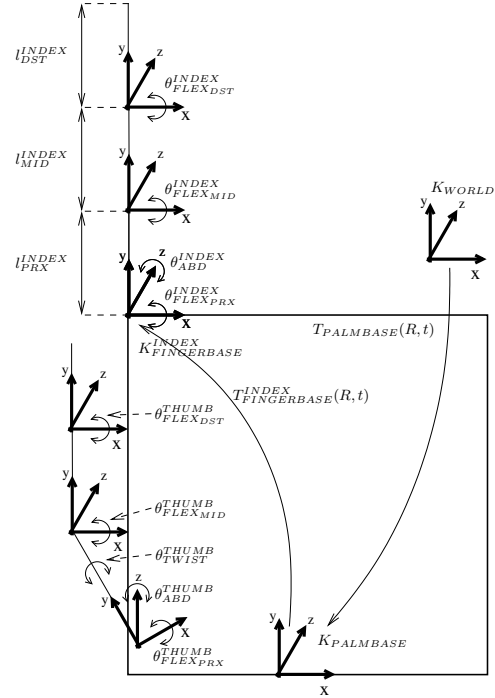 l_{DST}^{INDEX}
y
z
θ_{FLEX_{DST}}^{INDEX}
x
l_{MID}^{INDEX}
y
z
θ_{FLEX_{MID}}^{INDEX}
x
K_{WORLD}
y
z
x
l_{PRX}^{INDEX}
y
z
θ_{ABD}^{INDEX}
θ_{FLEX_{PRX}}^{INDEX}
x
T_{PALMBASE}(R,t)
K_{FINGERBASE}^{INDEX}
T_{FINGERBASE}^{INDEX}(R,t)
y
z
θ_{FLEX_{DST}}^{THUMB}
x
y
z
θ_{FLEX_{MID}}^{THUMB}
x
θ_{TWIST}^{THUMB}
z
θ_{ABD}^{THUMB}
y
x
θ_{FLEX_{PRX}}^{THUMB}
y
z
K_{PALMBASE}
x